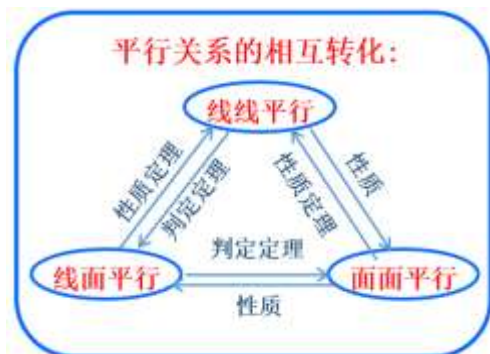 平行关系的相互转化:
线线平行
性质定理
判定定理
性质定理
性质
线面平行
判定定理
性质
面面平行